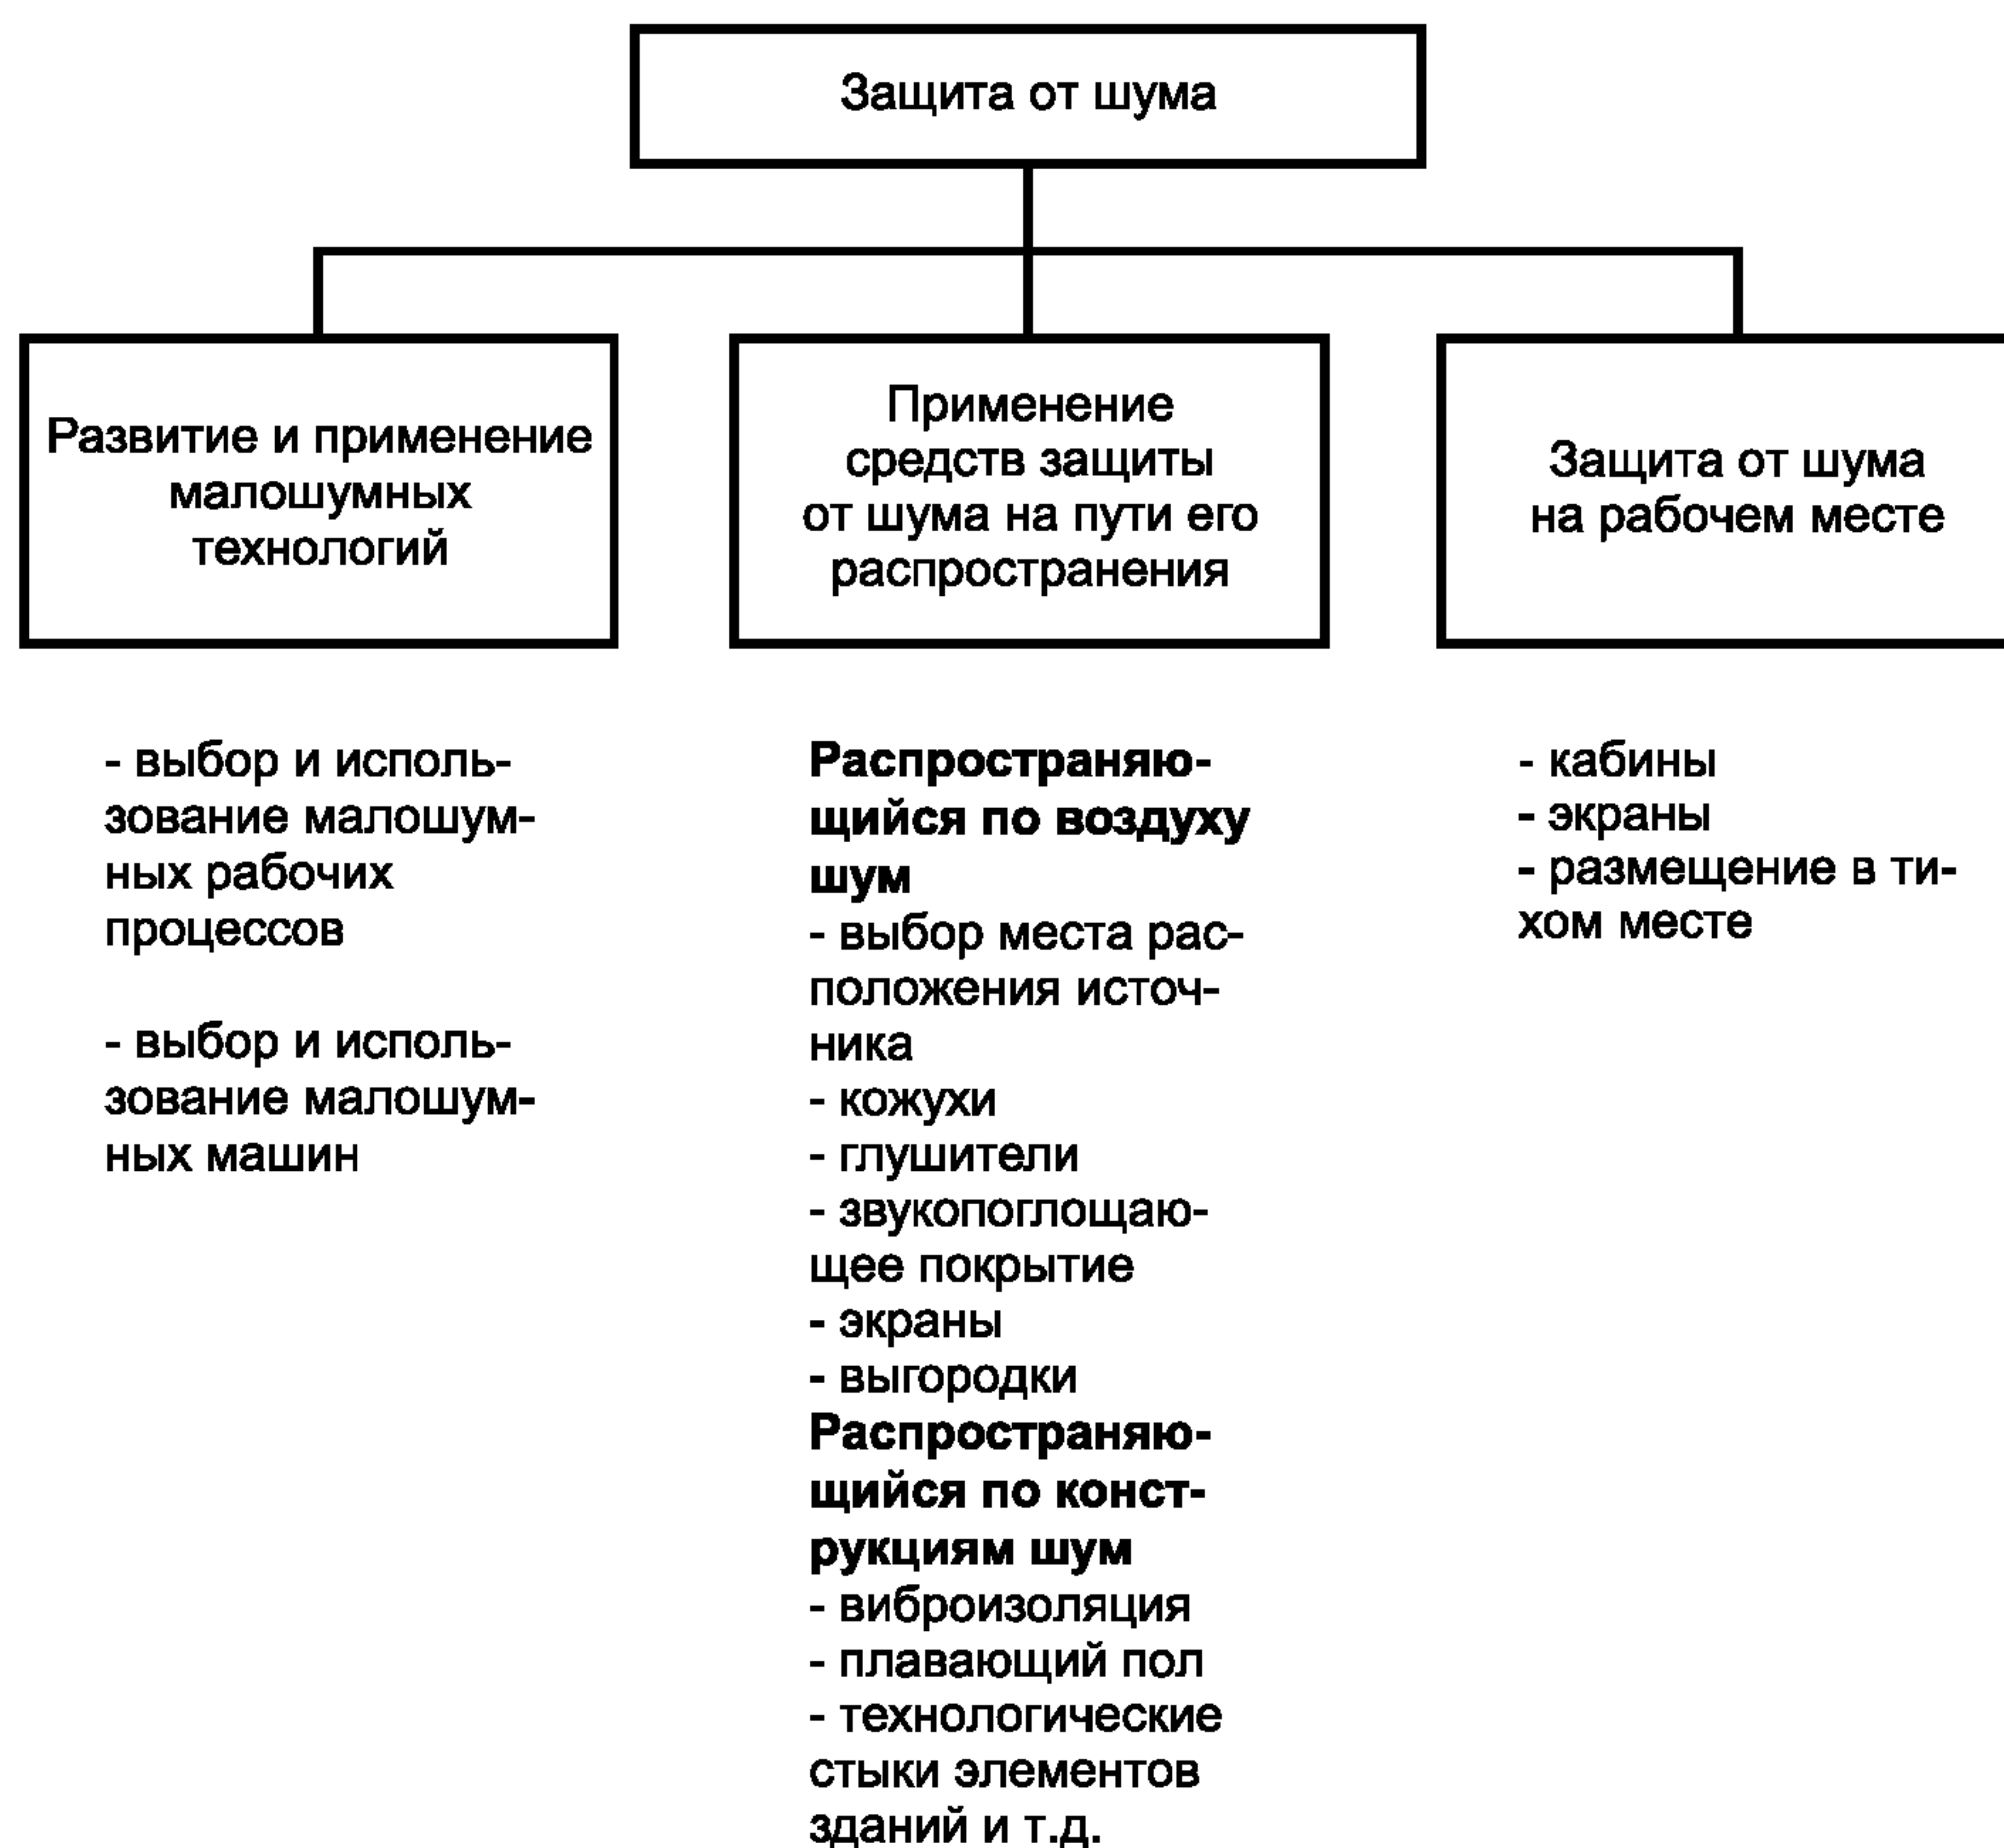 Защита от шума
Развитие и применение
малошумных
технологий
Применение
средств защиты
от шума на пути его
распространения
Защита от шума
на рабочем месте
- выбор и исполь-
зование малошум-
ных рабочих
процессов
- выбор и исполь-
зование малошум-
ных машин
Распространяю-
щийся по воздуху
шум
- выбор места рас-
положения источ-
ника
- кожухи
- глушители
- звукопоглощаю-
щее покрытие
- экраны
- выгородки
Распространяю-
щийся по конст-
рукциям шум
- виброизоляция
- плавающий пол
- технологические
стыки элементов
зданий и т.д.
- кабины
- экраны
- размещение в ти-
хом месте